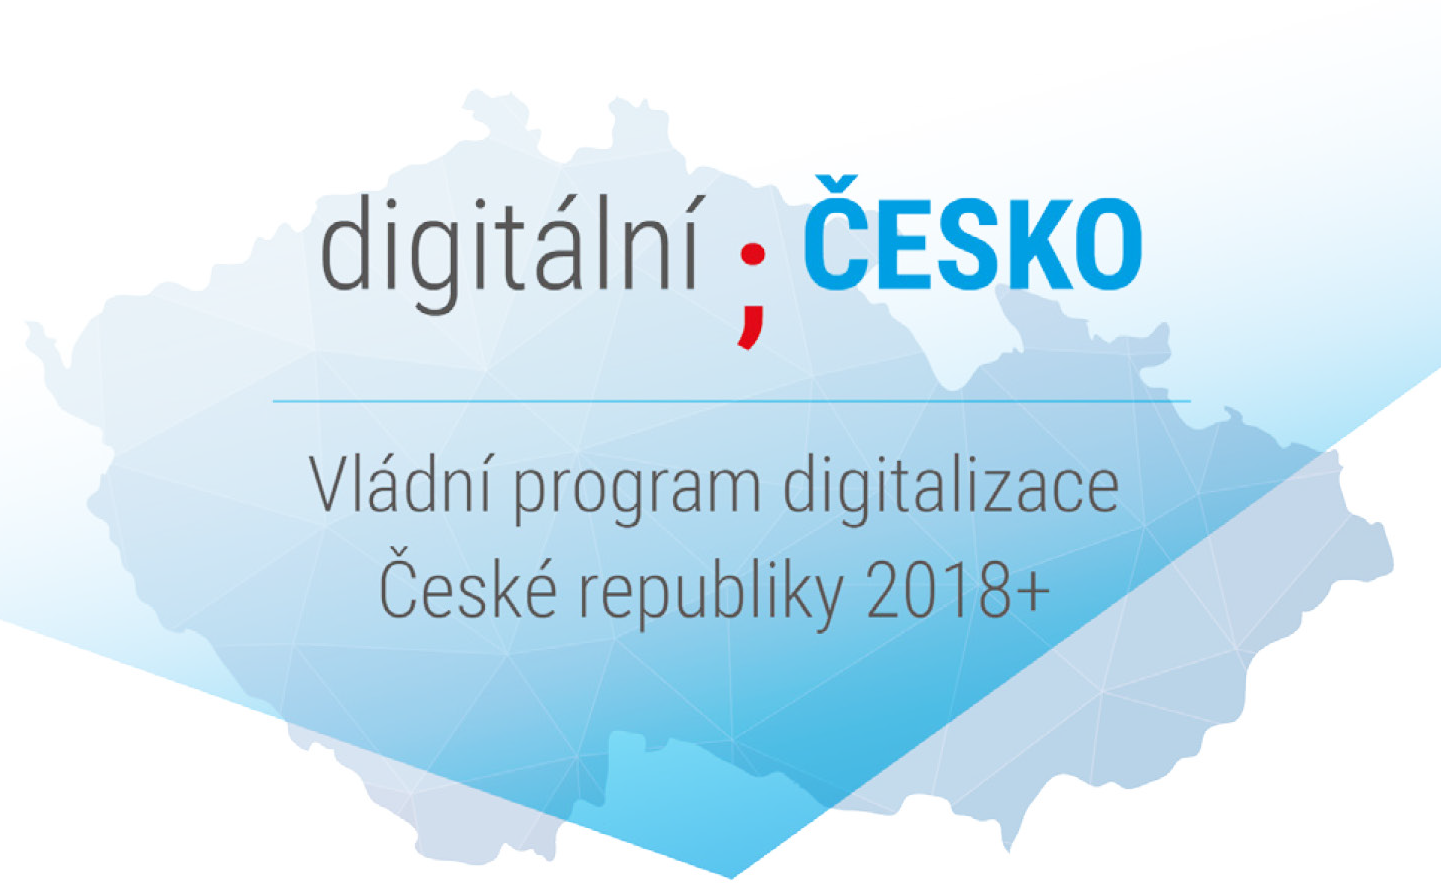 digitální ; ČESKO
Vládní program digitalizace
České republiky 2018+